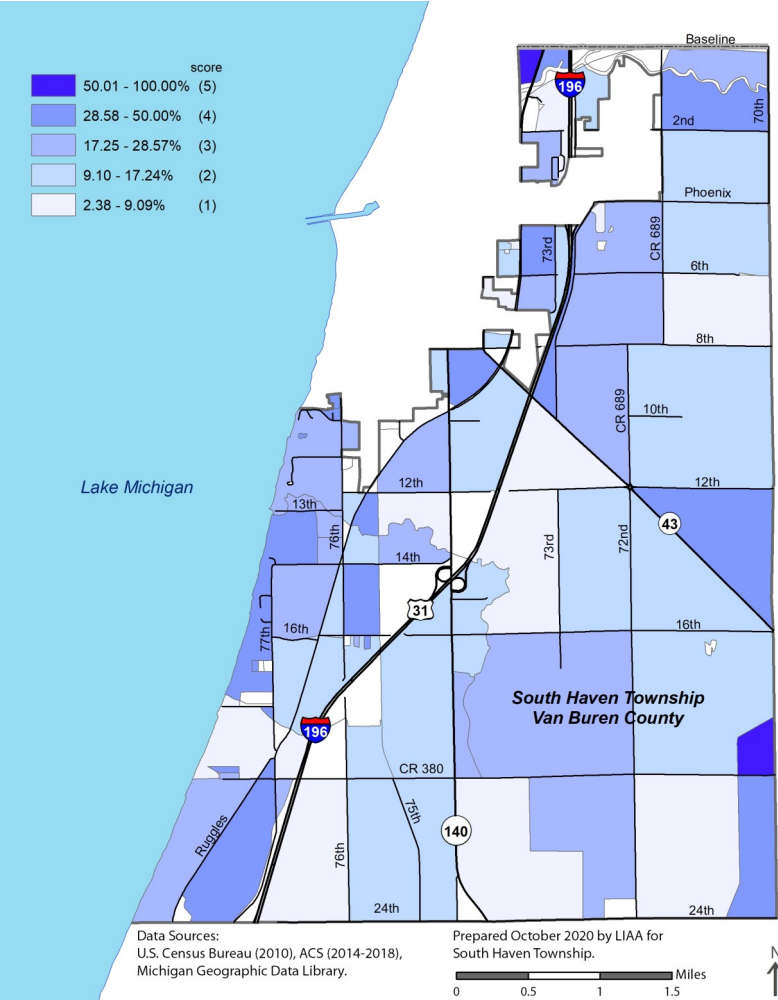 Baseline
score
50.01 - 100.00% (5)
28.58 - 50.00% (4)
17.25 - 28.57% (3)
9.10 - 17.24% (2)
2.38 - 9.09% (1)
196
70th
2nd
Phoenix
CR 689
73rd
6th
8th
CR 689
10th
Lake Michigan
12th
12th
13th
43
76th
73rd
72nd
14th
31
16th
77th
16th
South Haven Township
Van Buren County
196
CR 380
Ruggles
75th
140
76th
24th
24th
Data Sources:
U.S. Census Bureau (2010), ACS (2014-2018),
Michigan Geographic Data Library.
Prepared October 2020 by LIAA for
South Haven Township.
N
Miles
0 0.5 1 1.5